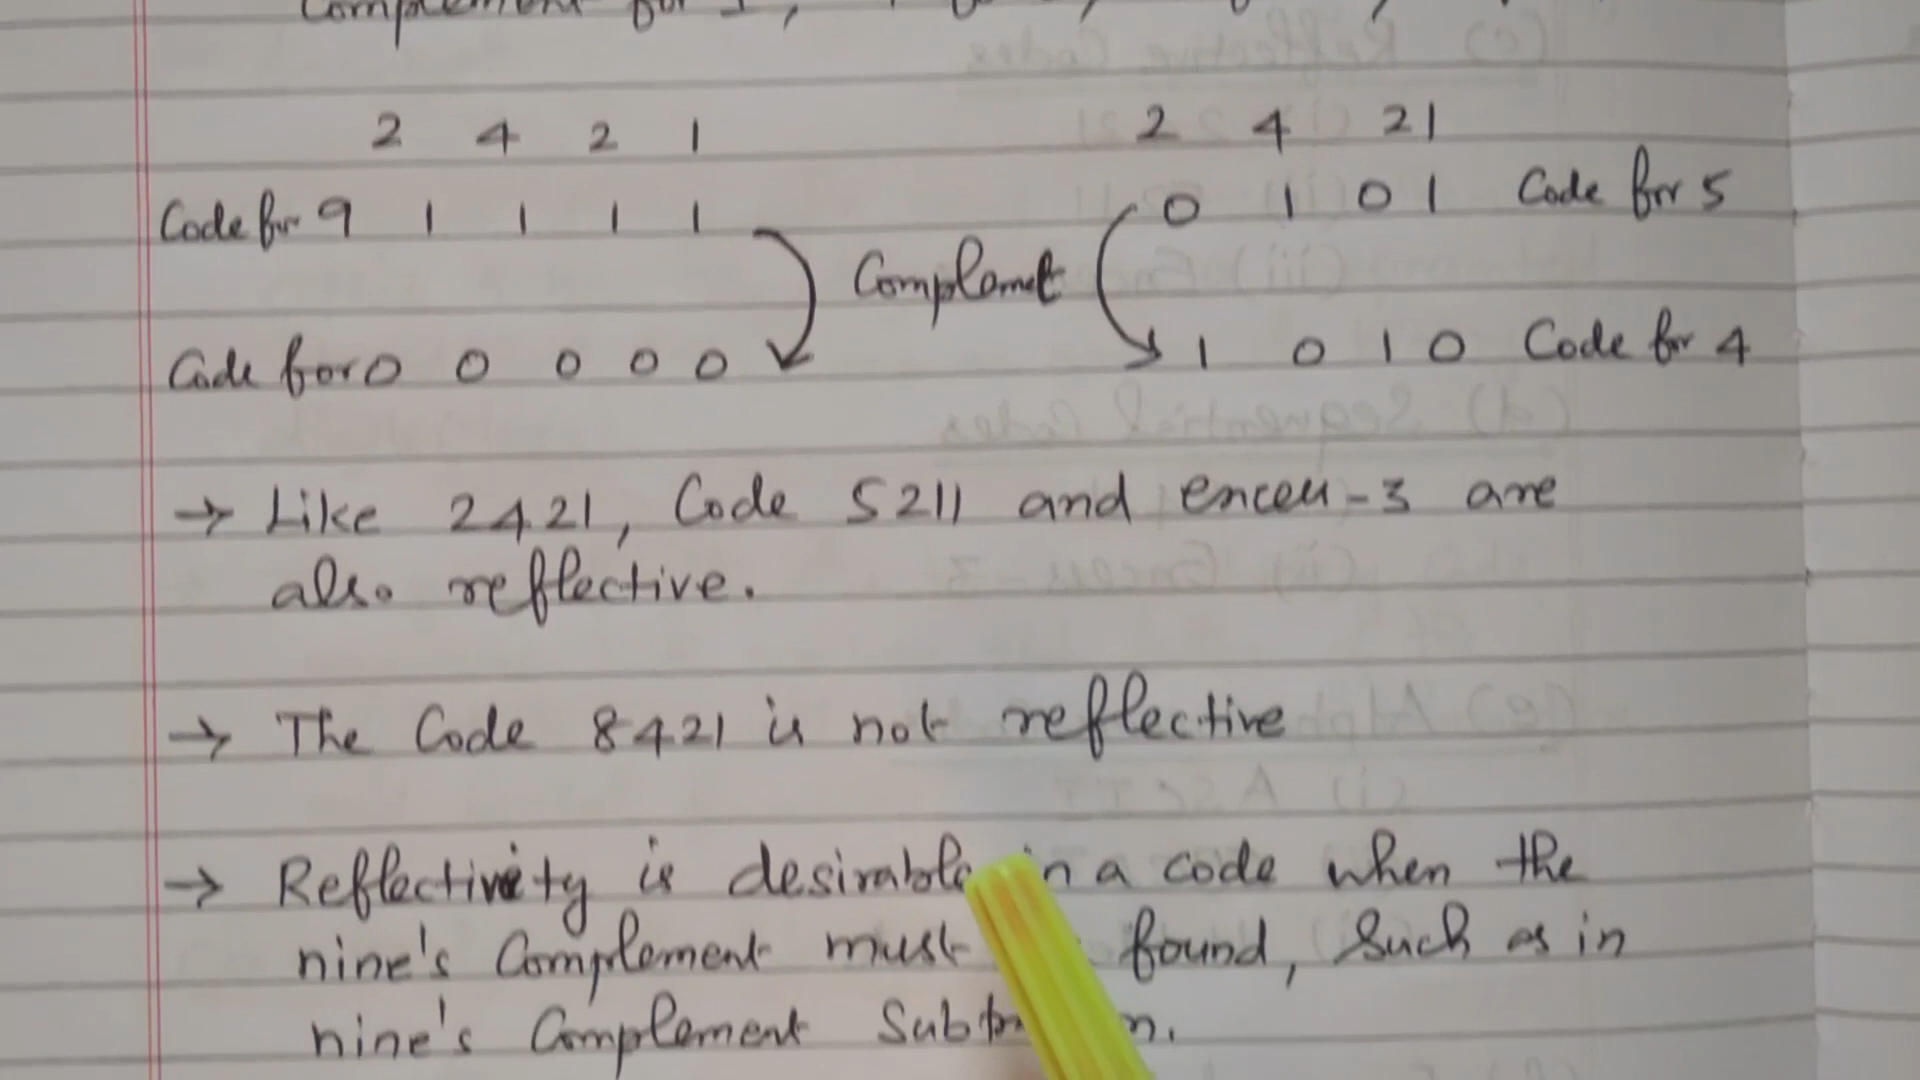 Complement for
2 4 2 1
Code for 9 1 1 1 1
Code for 0 0 0 0 0
Complemet
2 4 2 1
0 1 0 1 Code for 5
1 0 1 0 Code for 4
→ Like 2421, Code 5211 and excess-3 are
also reflective.
→ The Code 8421 is not reflective
→ Reflectivity is desirable in a code when the
nine's Complement must found, such as in
nine's Complement